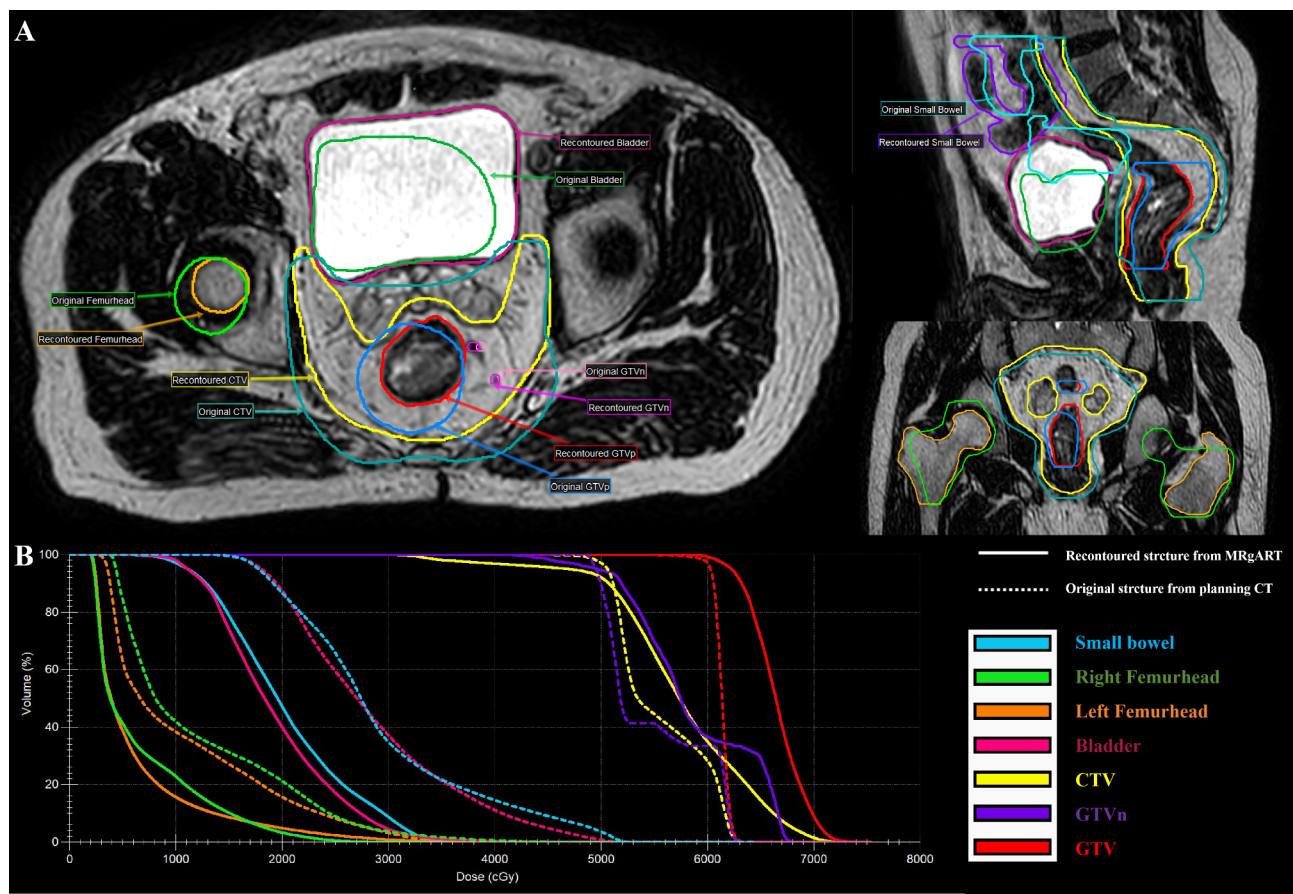 A
Recontoured Bladder
Original Bladder
Original Femurhead
Recontoured Femurhead
Recontoured CTV
Original CTV
Original GTVn
Recontoured GTVn
Recontoured GTVp
Original GTVp
Original Small Bowel
Recontoured Small Bowel
B
Volume (%)
100
80
60
40
20
0
0 1000 2000 3000 4000 5000 6000 7000 8000
Dose (cGy)
Recontoured strcture from MRgART
Original strcture from planning CT
Small bowel
Right Femurhead
Left Femurhead
Bladder
CTV
GTVn
GTV